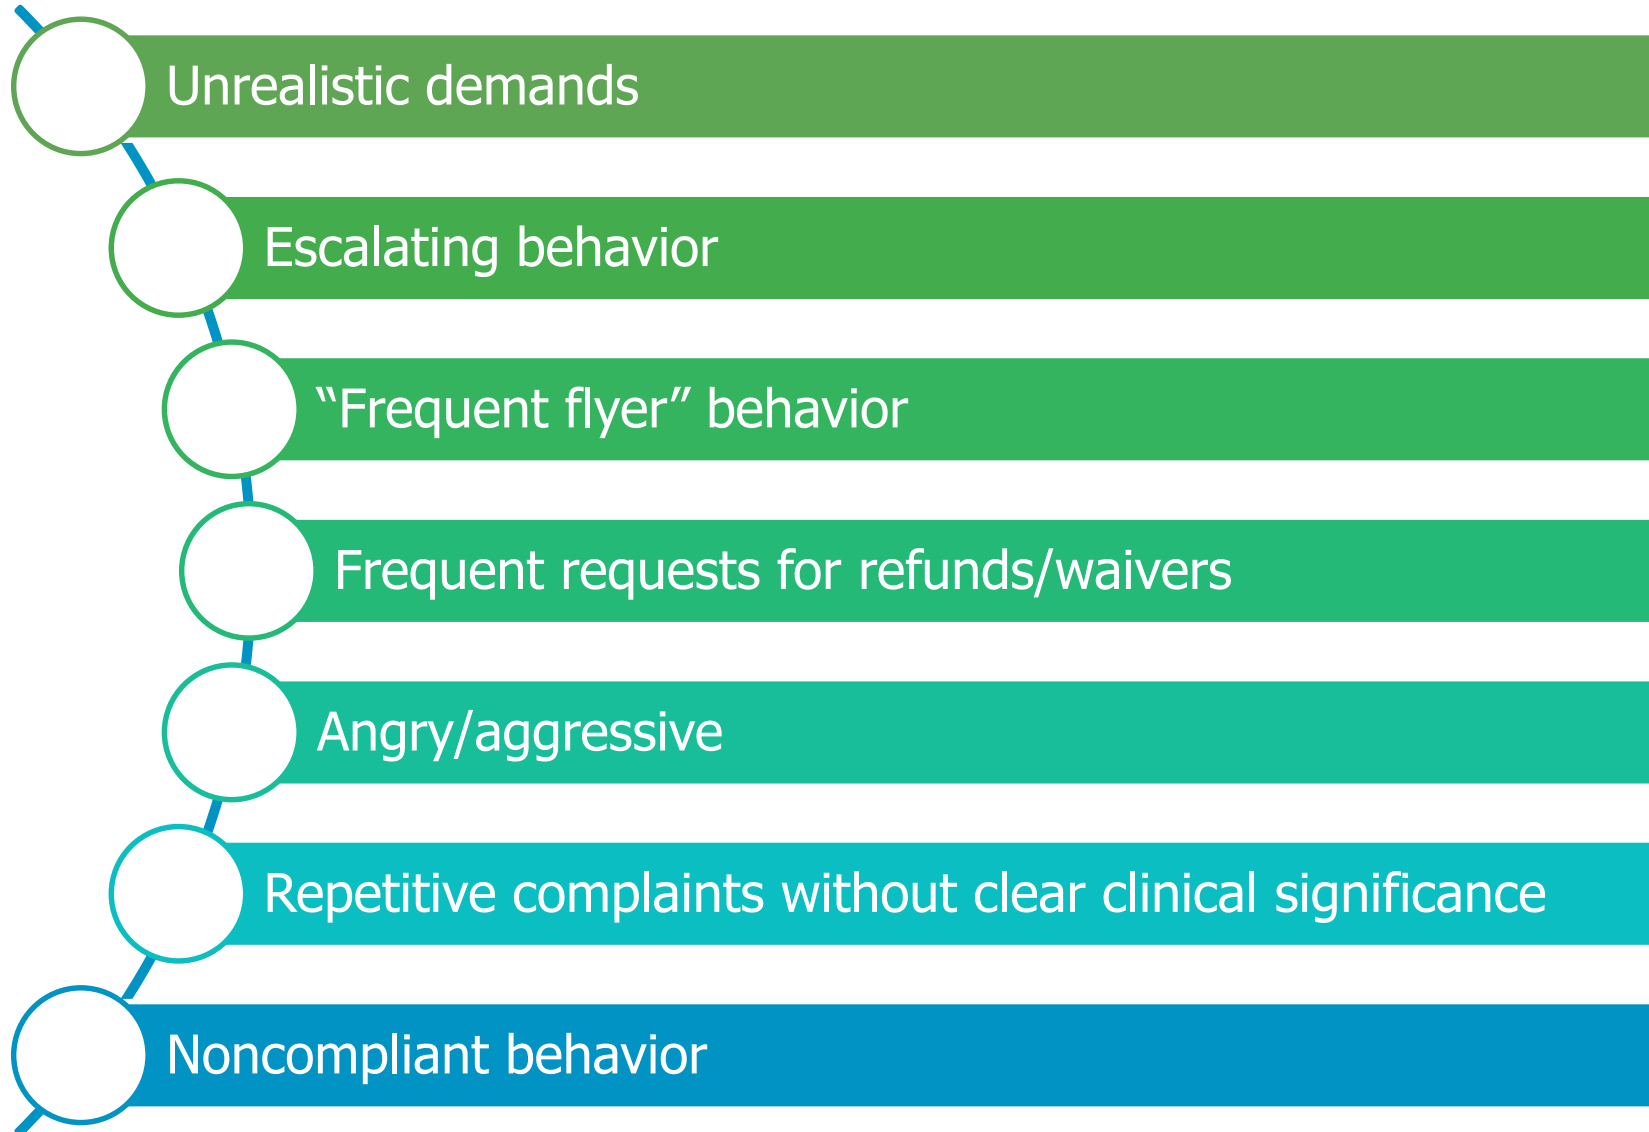 Unrealistic demands
Escalating behavior
“Frequent flyer” behavior
Frequent requests for refunds/waivers
Angry/aggressive
Repetitive complaints without clear clinical significance
Noncompliant behavior